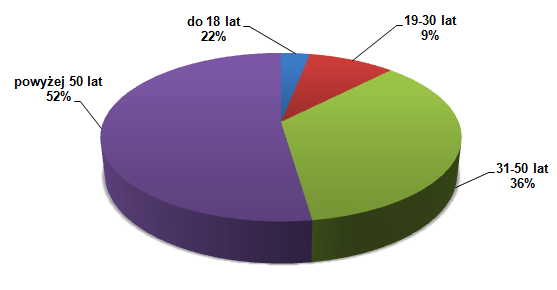 do 18 lat
22%
19-30 lat
9%
31-50 lat
36%
powyżej 50 lat
52%